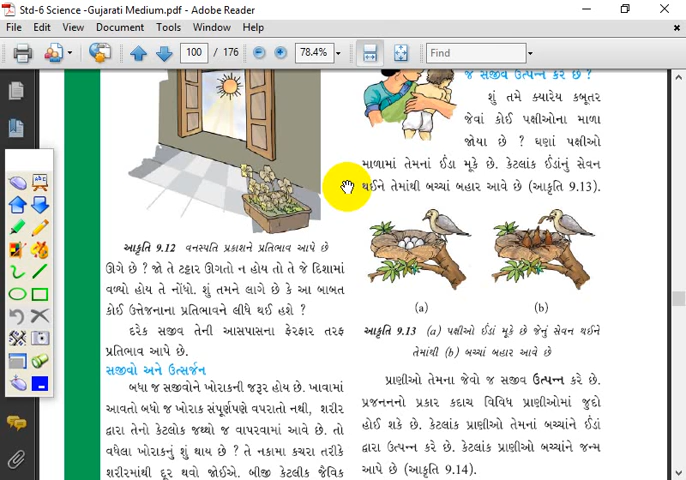 Std-6 Science -Gujarati Medium.pdf - Adobe Reader
File Edit View Document Tools Window Help
100 / 176 78.4% Find
આકૃતિ 9.12 વનસ્પતિ પ્રકાશને પ્રતિભાવ આપે છે
ઊગે છે ? જો તે ટટ્ટાર ઊગતો ન હોય તો તે જે દિશામાં
વળ્યો હોય તે નોંધો. શું તમને લાગે છે કે આ બાબત
કોઈ ઉત્તેજનાના પ્રતિભાવને લીધે થઈ હશે ?
દરેક સજીવ તેની આસપાસના ફેરફાર તરફ
પ્રતિભાવ આપે છે.
સજીવો અને ઉત્સર્જન
બધા જ સજીવોને ખોરાકની જરૂર હોય છે. ખાવામાં
આવતો બધો જ ખોરાક સંપૂર્ણપણે વપરાતો નથી, શરીર
દ્વારા તેનો કેટલોક જથ્થો જ વાપરવામાં આવે છે. તો
વધેલા ખોરાકનું શું થાય છે ? તે નકામા કચરા તરીકે
શરીરમાંથી દૂર થવો જોઈએ. બીજી કેટલીક જૈવિક
જ સજીવ ઉત્પન્ન કરે છે ?
શું તમે ક્યારેય કબૂતર
જેવાં કોઈ પક્ષીઓના માળા
જોયા છે ? ઘણાં પક્ષીઓ
માળામાં તેમનાં ઈંડા મૂકે છે. કેટલાંક ઈંડાંનું સેવન
થઈને તેમાંથી બચ્ચાં બહાર આવે છે (આકૃતિ 9.13).
(a) (b)
આકૃતિ 9.13 (a) પક્ષીઓ ઈંડાં મૂકે છે જેનું સેવન થઈને
તેમાંથી (b) બચ્ચાં બહાર આવે છે
પ્રાણીઓ તેમના જેવો જ સજીવ ઉત્પન્ન કરે છે.
પ્રજનનનો પ્રકાર કદાચ વિવિધ પ્રાણીઓમાં જુદો
હોઈ શકે છે. કેટલાંક પ્રાણીઓ તેમનાં બચ્ચાંને ઈંડાં
દ્વારા ઉત્પન્ન કરે છે. કેટલાંક પ્રાણીઓ બચ્ચાંને જન્મ
આપે છે (આકૃતિ 9.14).